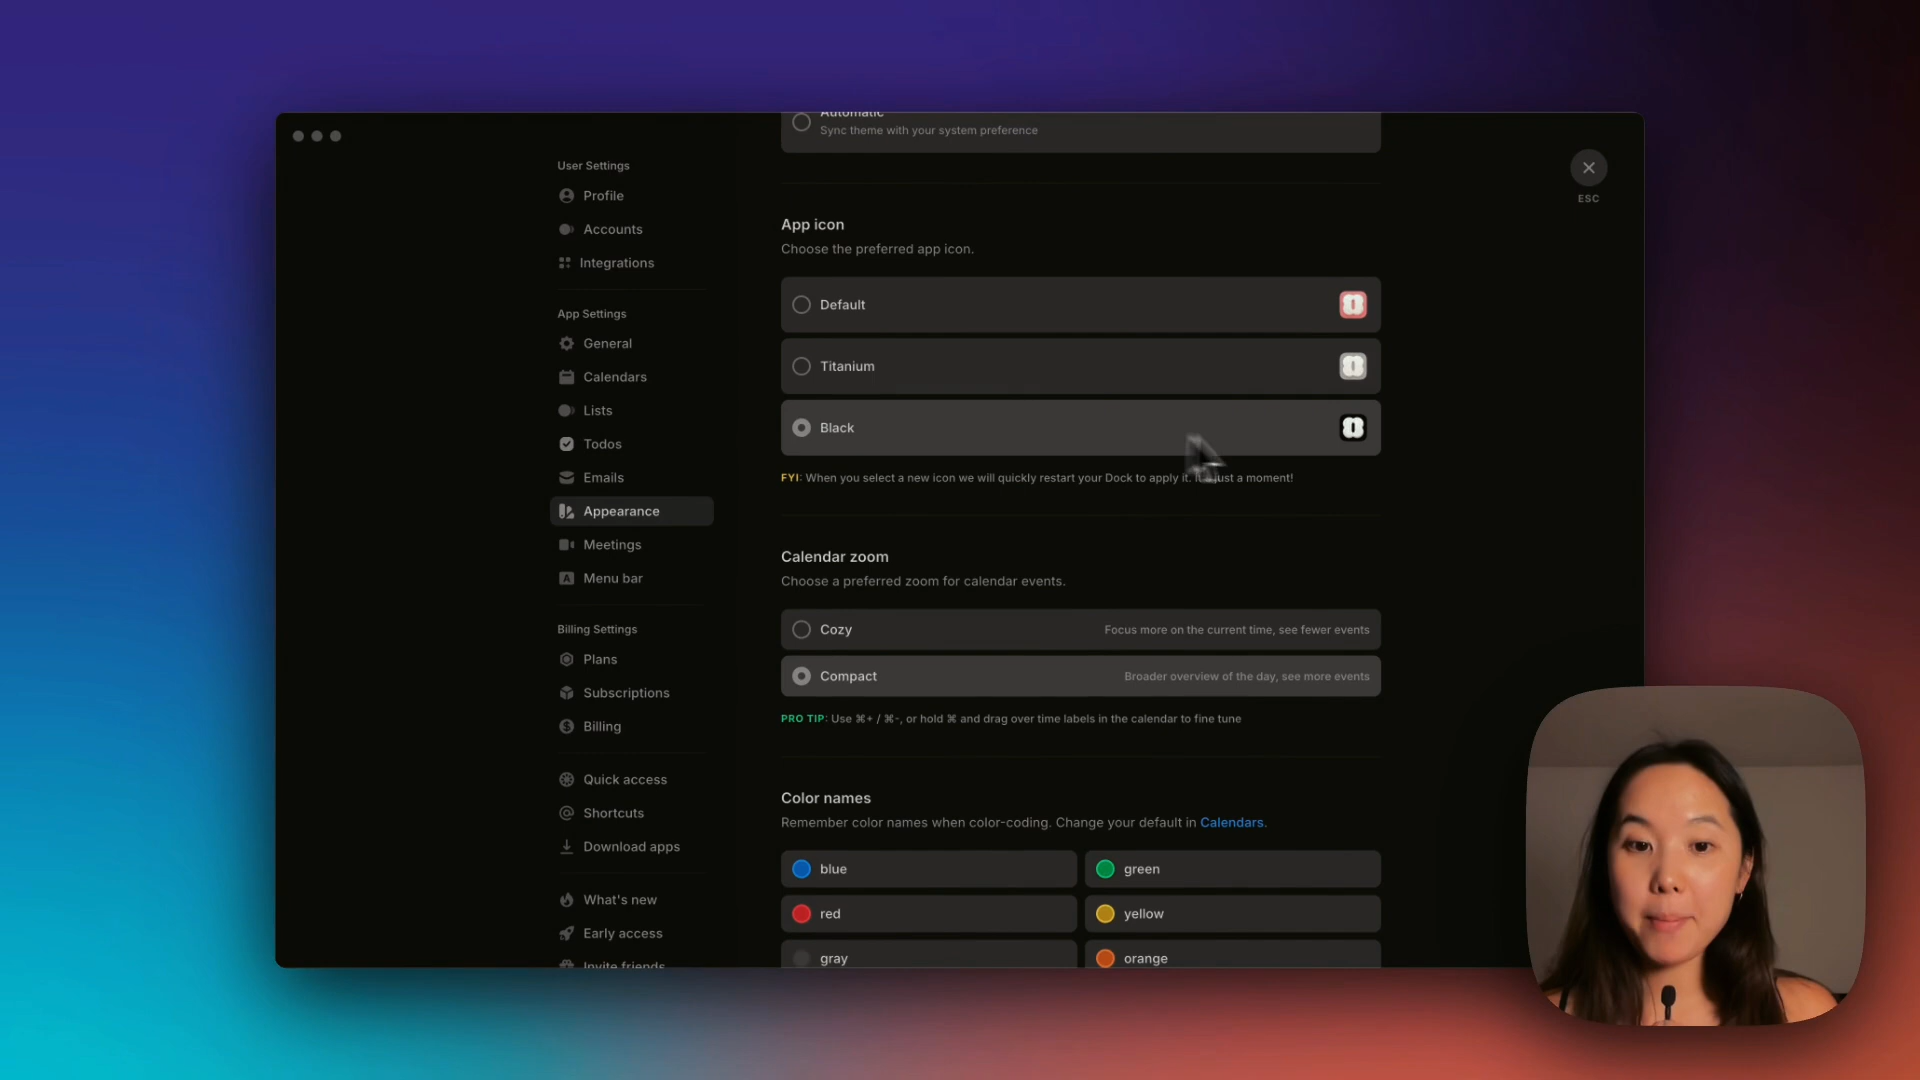 Automatic
Sync theme with your system preference
ESC
User Settings
Profile
Accounts
Integrations
App Settings
General
Calendars
Lists
Todos
Emails
Appearance
Meetings
A Menu bar
Billing Settings
Plans
Subscriptions
Billing
Quick access
Shortcuts
Download apps
What's new
Early access
Invite friends
App icon
Choose the preferred app icon.
Default
Titanium
Black
FYI: When you select a new icon we will quickly restart your Dock to apply it. just a moment!
Calendar zoom
Choose a preferred zoom for calendar events.
Cozy Focus more on the current time, see fewer events
Compact Broader overview of the day, see more events
PRO TIP: Use ⌘+ / ⌘-, or hold ⌘ and drag over time labels in the calendar to fine tune
Color names
Remember color names when color-coding. Change your default in Calendars.
blue green
red yellow
gray orange